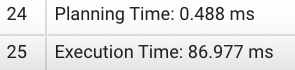 24 Planning Time: 0.488 ms
25 Execution Time: 86.977 ms